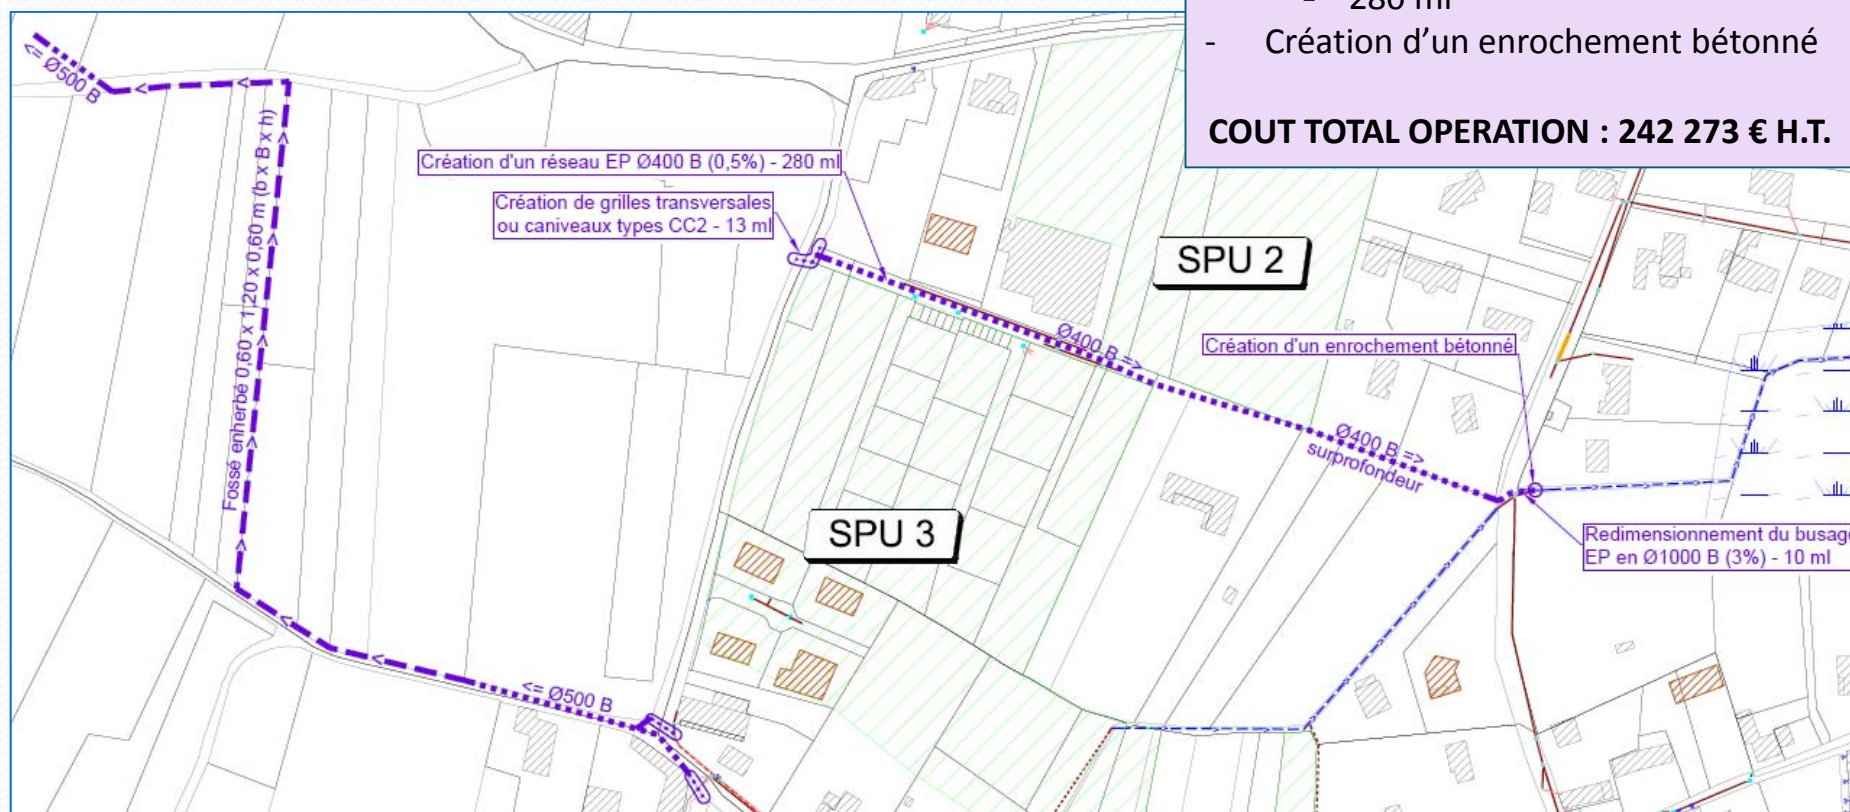 - 280 ml
- Création d'un enrochement bétonné
COUT TOTAL OPERATION : 242 273 € H.T.
<= Ø500 B
Fossé enherbé 0,60 x 1,20 x 0,60 m (b x B x h)
Création d'un réseau EP Ø400 B (0,5%) - 280 ml
Création de grilles transversales
ou caniveaux types CC2 - 13 ml
SPU 2
Ø400 B =>
Création d'un enrochement bétonné
Ø400 B =>
surprofondeur
SPU 3
Redimensionnement du busage
EP en Ø1000 B (3%) - 10 ml
<= Ø500 B